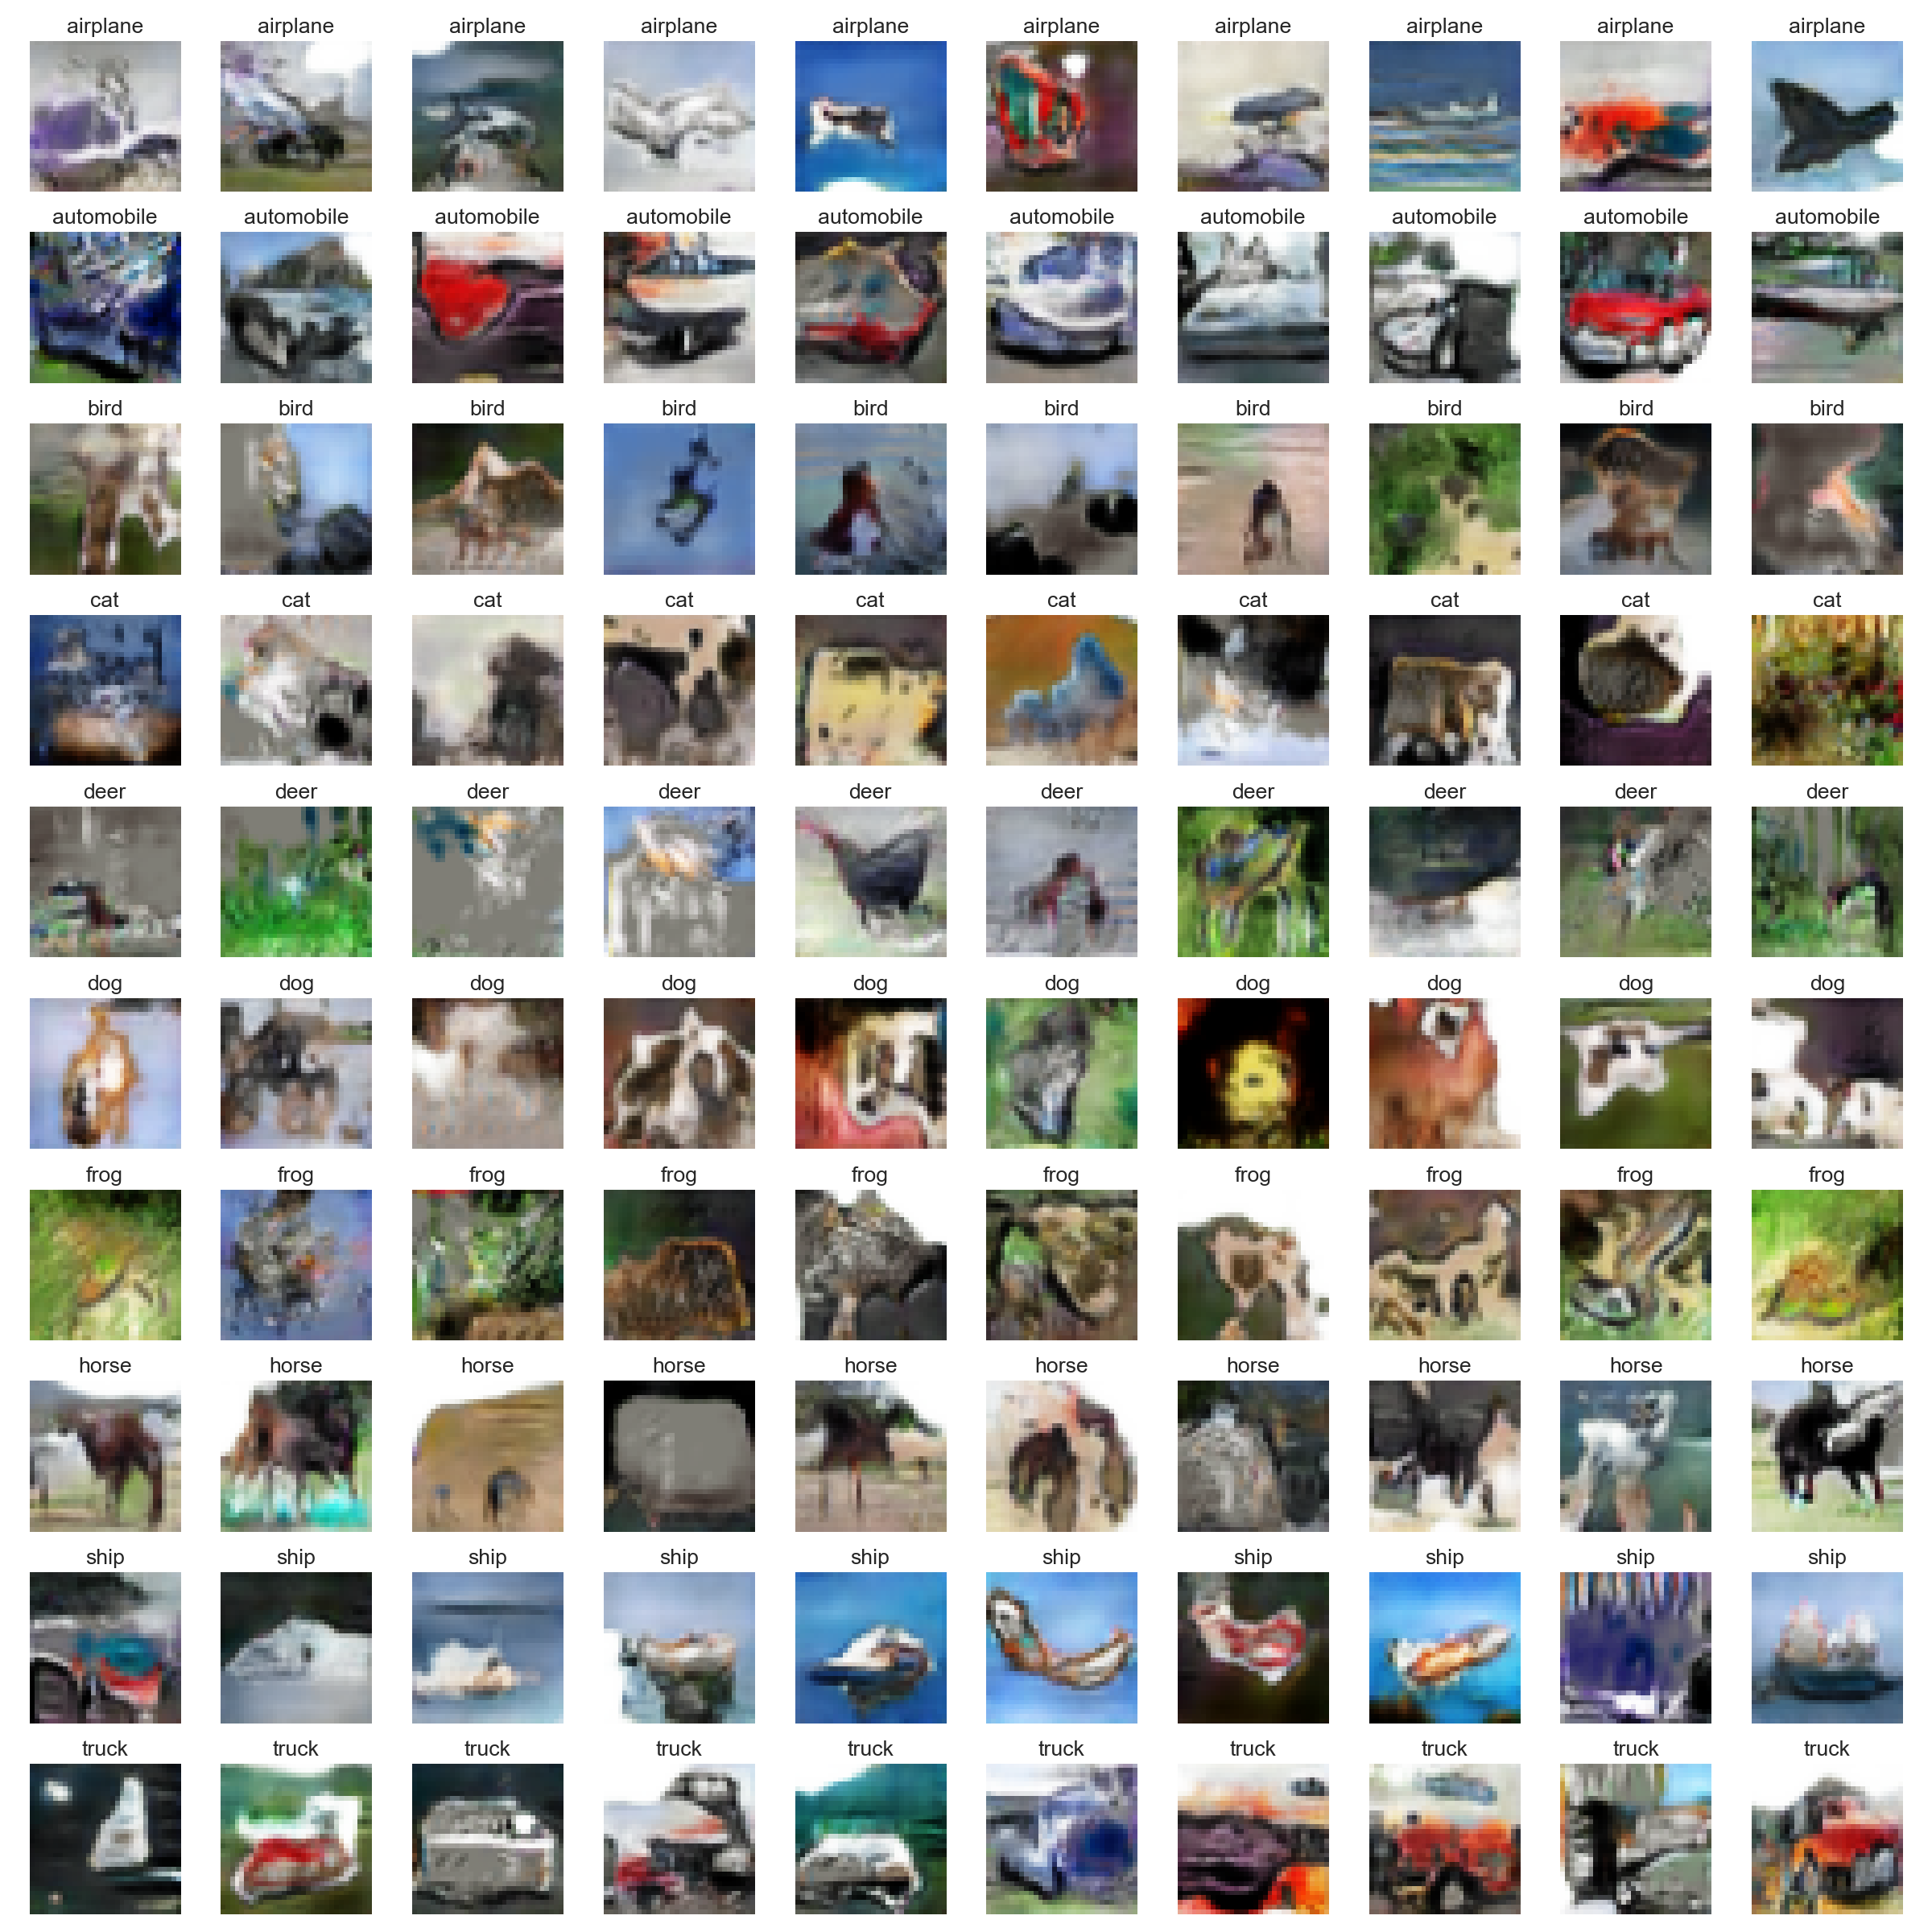 airplane airplane airplane airplane airplane airplane airplane airplane airplane airplane
automobile automobile automobile automobile automobile automobile automobile automobile automobile automobile
bird bird bird bird bird bird bird bird bird bird
cat cat cat cat cat cat cat cat cat cat
deer deer deer deer deer deer deer deer deer deer
dog dog dog dog dog dog dog dog dog dog
frog frog frog frog frog frog frog frog frog frog
horse horse horse horse horse horse horse horse horse horse
ship ship ship ship ship ship ship ship ship ship
truck truck truck truck truck truck truck truck truck truck